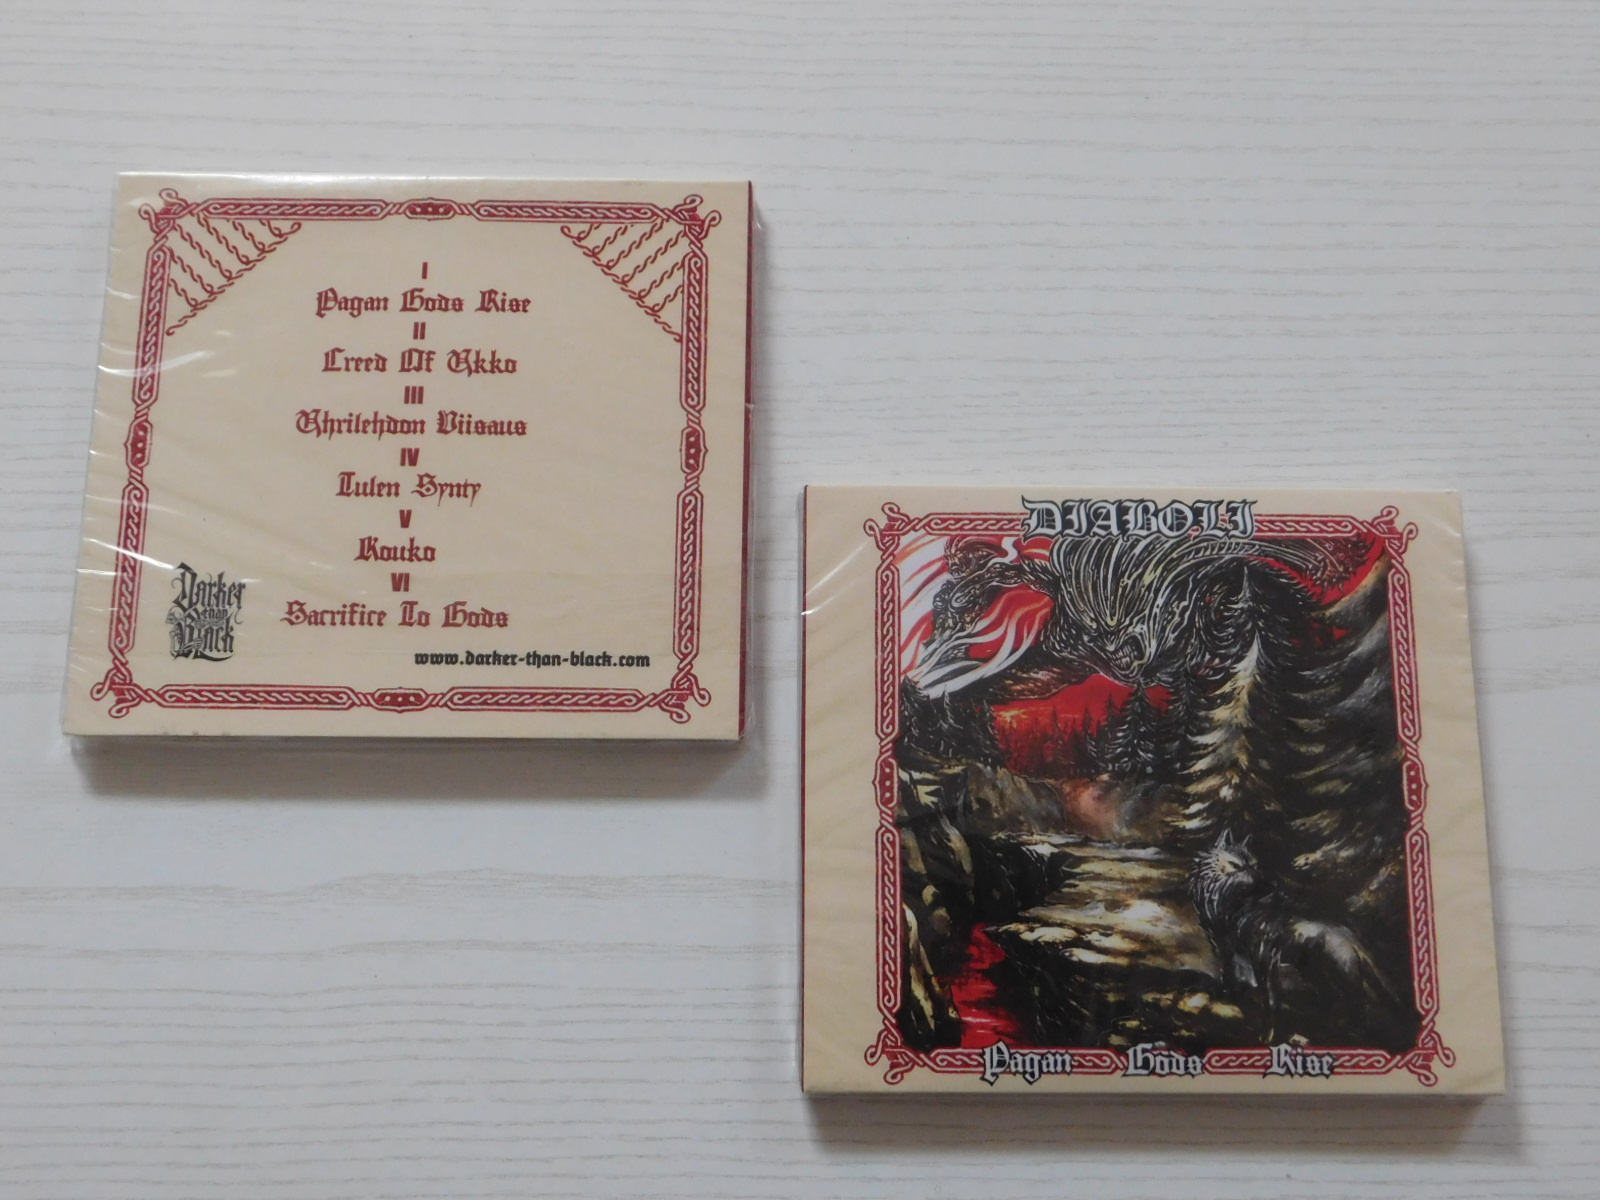 I
Pagan Gods Rise
II
Creed Of Ukko
III
Uhrilehdon Viisaus
IV
Tulen Synty
V
Kouko
VI
Sacrifice To Gods
Darker
than
Black
www.darker-than-black.com
DIABOLI
Pagan Gods Rise